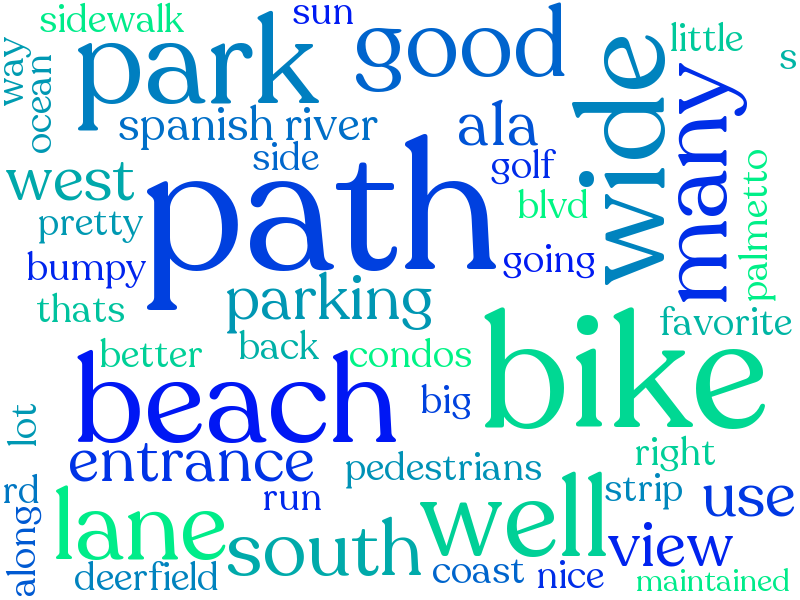 sidewalk
sun
park
good
little
s
way
ocean
spanish river
ala
wide
many
side
golf
west
path
blvd
palmetto
pretty
bumpy
going
thats
parking
favorite
better
back
condos
bike
beach
big
lot
entrance
pedestrians
right
rd
run
strip
use
alongd
lane
south
well
view
deerfield
coast
nice
maintained